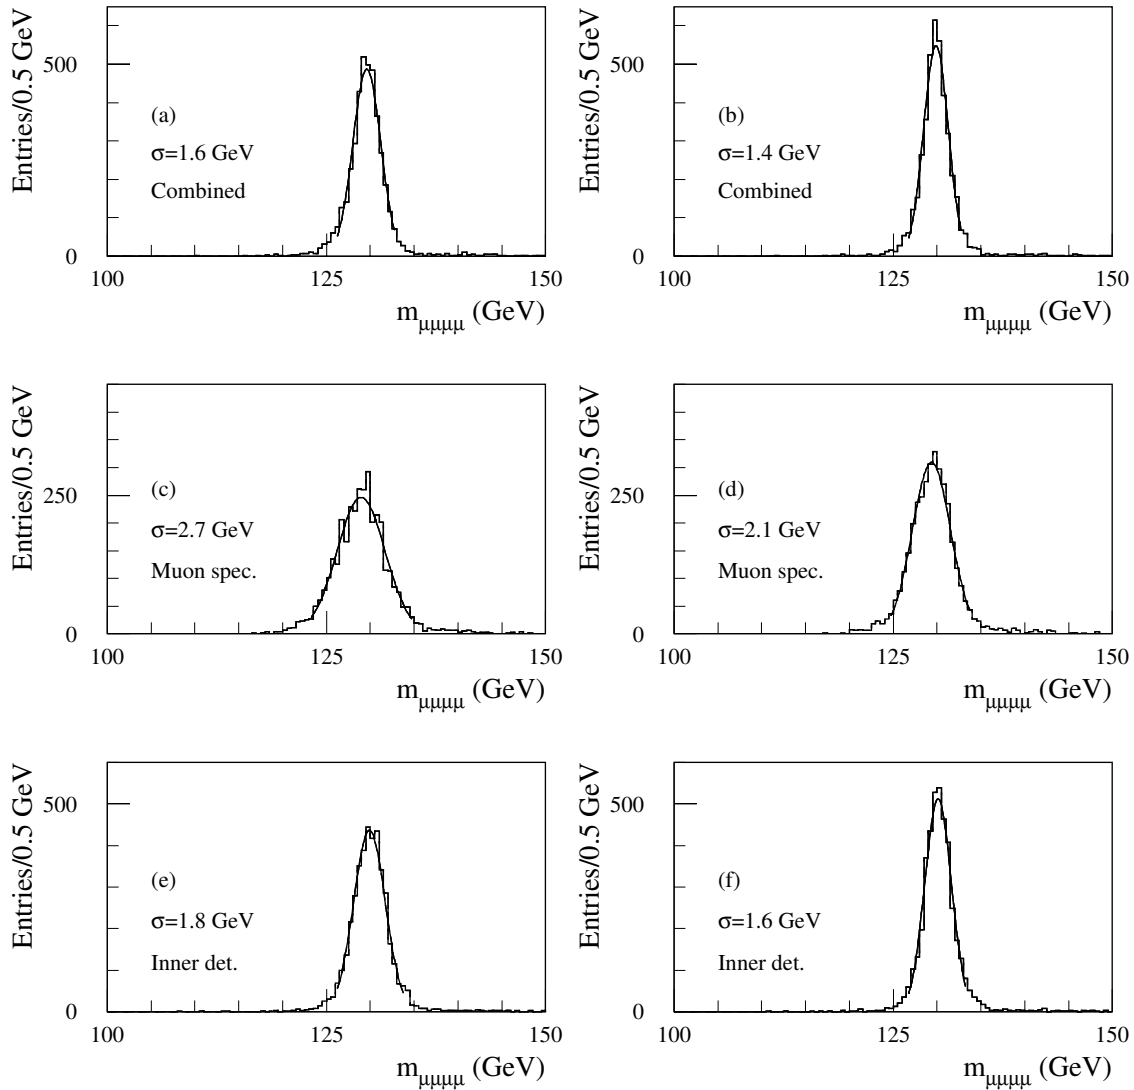 Entries/0.5 GeV
500
0
(a)
σ=1.6 GeV
Combined
100
125
150
m_μμμμ (GeV)
Entries/0.5 GeV
500
0
(b)
σ=1.4 GeV
Combined
100
125
150
m_μμμμ (GeV)
Entries/0.5 GeV
250
0
(c)
σ=2.7 GeV
Muon spec.
100
125
150
m_μμμμ (GeV)
Entries/0.5 GeV
250
0
(d)
σ=2.1 GeV
Muon spec.
100
125
150
m_μμμμ (GeV)
Entries/0.5 GeV
500
0
(e)
σ=1.8 GeV
Inner det.
100
125
150
m_μμμμ (GeV)
Entries/0.5 GeV
500
0
(f)
σ=1.6 GeV
Inner det.
100
125
150
m_μμμμ (GeV)